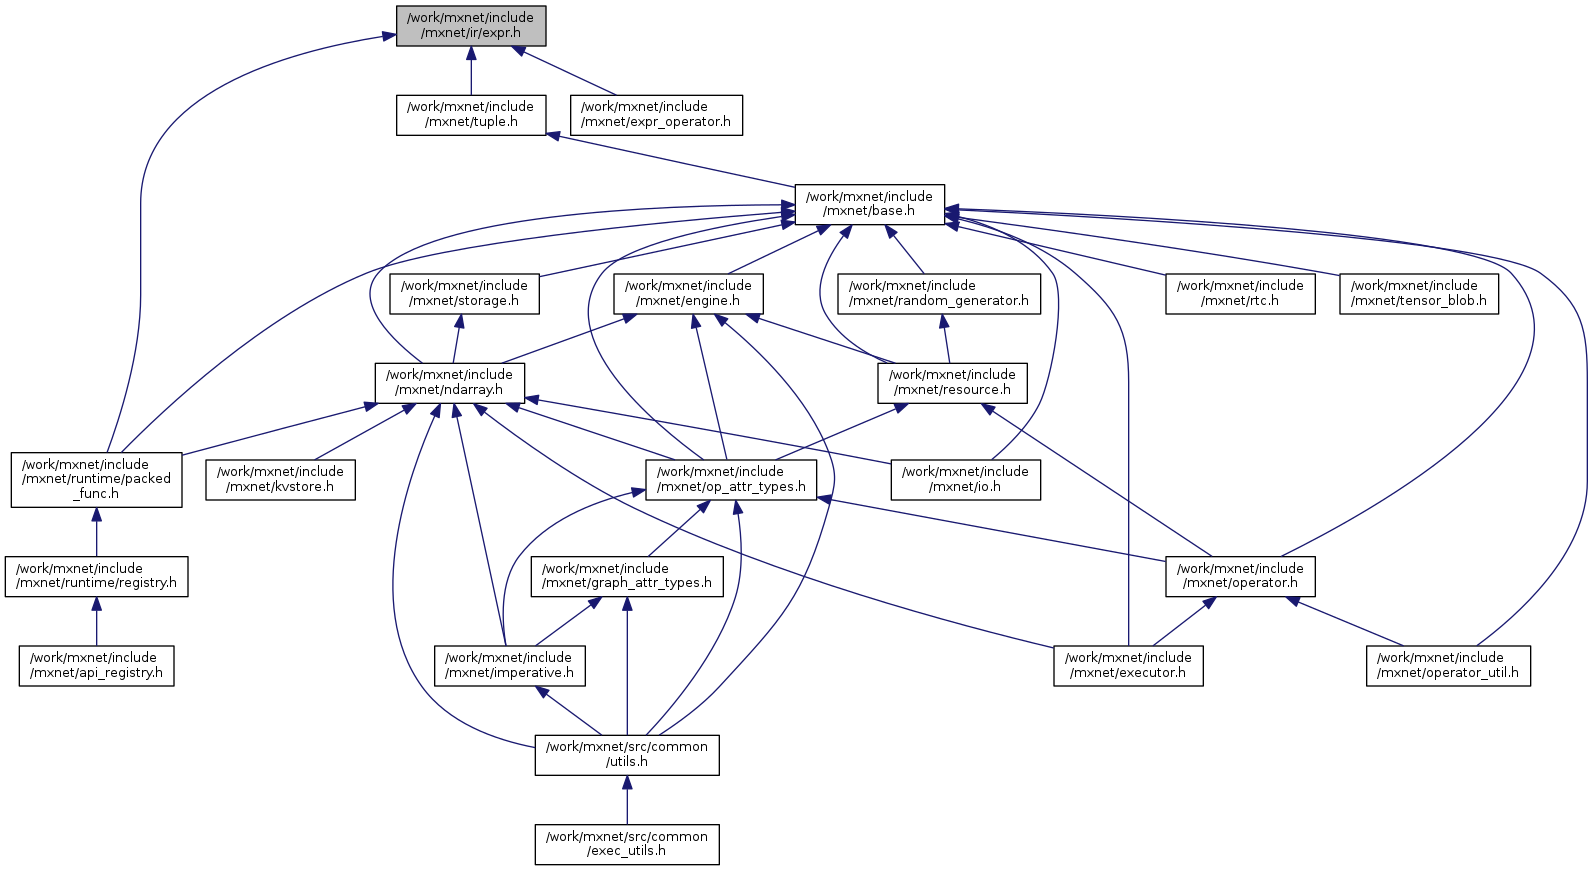 /work/mxnet/include
/mxnet/ir/expr.h
/work/mxnet/include
/mxnet/tuple.h
/work/mxnet/include
/mxnet/expr_operator.h
/work/mxnet/include
/mxnet/base.h
/work/mxnet/include
/mxnet/storage.h
/work/mxnet/include
/mxnet/engine.h
/work/mxnet/include
/mxnet/random_generator.h
/work/mxnet/include
/mxnet/rtc.h
/work/mxnet/include
/mxnet/tensor_blob.h
/work/mxnet/include
/mxnet/ndarray.h
/work/mxnet/include
/mxnet/resource.h
/work/mxnet/include
/mxnet/runtime/packed
_func.h
/work/mxnet/include
/mxnet/kvstore.h
/work/mxnet/include
/mxnet/op_attr_types.h
/work/mxnet/include
/mxnet/io.h
/work/mxnet/include
/mxnet/runtime/registry.h
/work/mxnet/include
/mxnet/graph_attr_types.h
/work/mxnet/include
/mxnet/operator.h
/work/mxnet/include
/mxnet/api_registry.h
/work/mxnet/include
/mxnet/imperative.h
/work/mxnet/include
/mxnet/executor.h
/work/mxnet/include
/mxnet/operator_util.h
/work/mxnet/src/common
/utils.h
/work/mxnet/src/common
/exec_utils.h